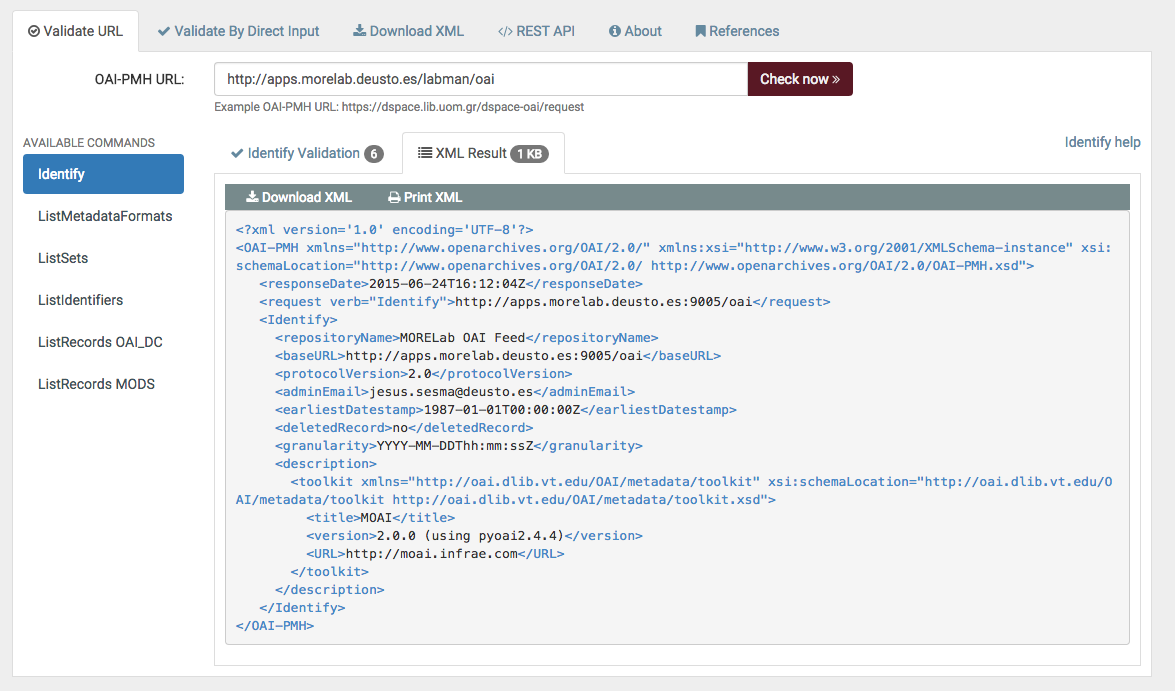 Validate URL
Validate By Direct Input
Download XML
</> REST API
About
References
OAI-PMH URL:
http://apps.morelab.deusto.es/labman/oai
Check now »
Example OAI-PMH URL: https://dspace.lib.uom.gr/dspace-oai/request
AVAILABLE COMMANDS
Identify
ListMetadataFormats
ListSets
ListIdentifiers
ListRecords OAI_DC
ListRecords MODS
Identify Validation 6
XML Result 1 KB
Identify help
Download XML
Print XML
<?xml version='1.0' encoding='UTF-8'?>
<OAI-PMH xmlns="http://www.openarchives.org/OAI/2.0/" xmlns:xsi="http://www.w3.org/2001/XMLSchema-instance" xsi:
schemaLocation="http://www.openarchives.org/OAI/2.0/ http://www.openarchives.org/OAI/2.0/OAI-PMH.xsd">
<responseDate>2015-06-24T16:12:04Z</responseDate>
<request verb="Identify">http://apps.morelab.deusto.es:9005/oai</request>
<Identify>
<repositoryName>MORELab OAI Feed</repositoryName>
<baseURL>http://apps.morelab.deusto.es:9005/oai</baseURL>
<protocolVersion>2.0</protocolVersion>
<adminEmail>jesus.sesma@deusto.es</adminEmail>
<earliestDatestamp>1987-01-01T00:00:00Z</earliestDatestamp>
<deletedRecord>no</deletedRecord>
<granularity>YYYY-MM-DDThh:mm:ssZ</granularity>
<description>
<toolkit xmlns="http://oai.dlib.vt.edu/OAI/metadata/toolkit" xsi:schemaLocation="http://oai.dlib.vt.edu/O
AI/metadata/toolkit http://oai.dlib.vt.edu/OAI/metadata/toolkit.xsd">
<title>MOAI</title>
<version>2.0.0 (using pyoai2.4.4)</version>
<URL>http://moai.infrae.com</URL>
</toolkit>
</description>
</Identify>
</OAI-PMH>